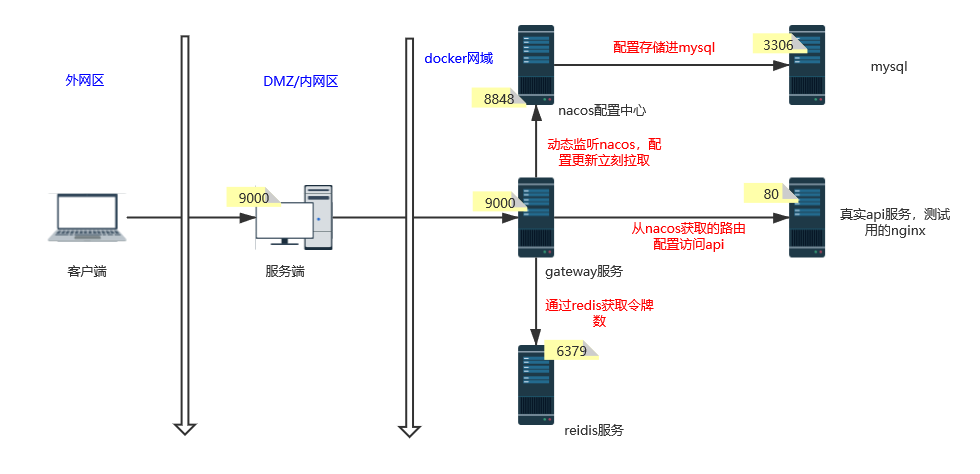 外网区
DMZ/内网区
docker网域
配置存储进mysql
3306
mysql
8848
nacos配置中心
动态监听nacos，配
置更新立刻拉取
9000
9000
80
真实api服务，测试
用的nginx
从nacos获取的路由
配置访问api
客户端
服务端
gateway服务
通过redis获取令牌
数
6379
reidis服务